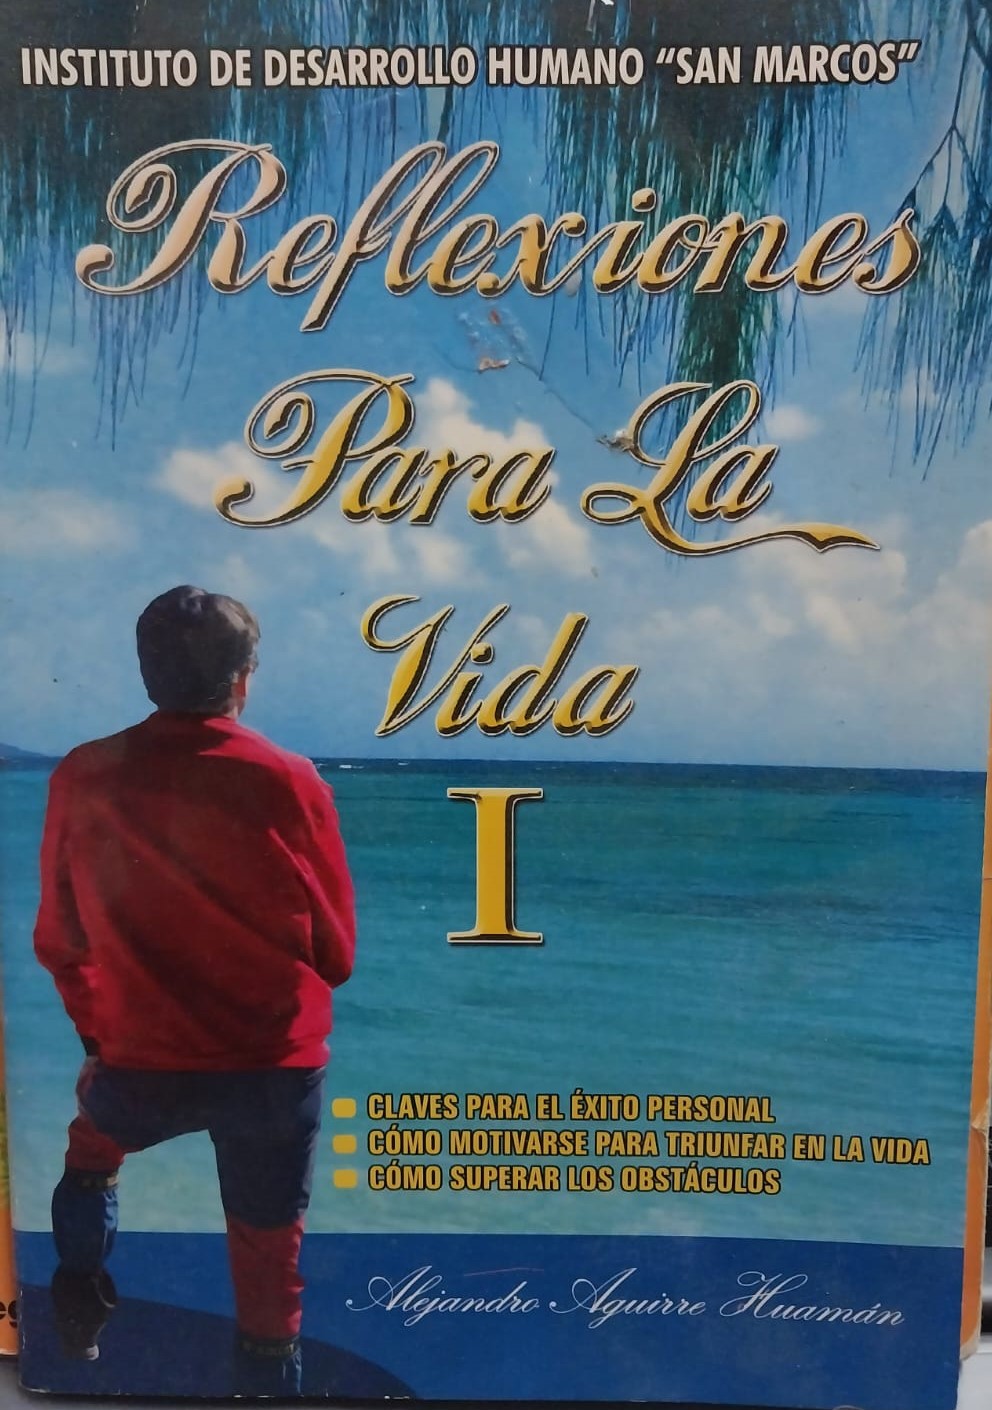 INSTITUTO DE DESARROLLO HUMANO "SAN MARCOS"
Reflexiones
Para La
Vida
I
CLAVES PARA EL ÉXITO PERSONAL
CÓMO MOTIVARSE PARA TRIUNFAR EN LA VIDA
CÓMO SUPERAR LOS OBSTÁCULOS
Alejandro Aguirre Huamán